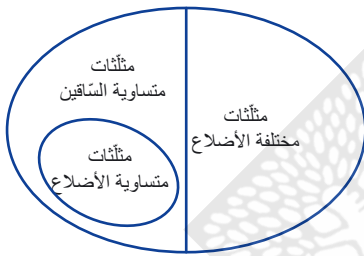 مثلّثات
متساوية السّاقين
مثلّثات
مختلفة الأضلاع
مثلّثات
متساوية الأضلاع